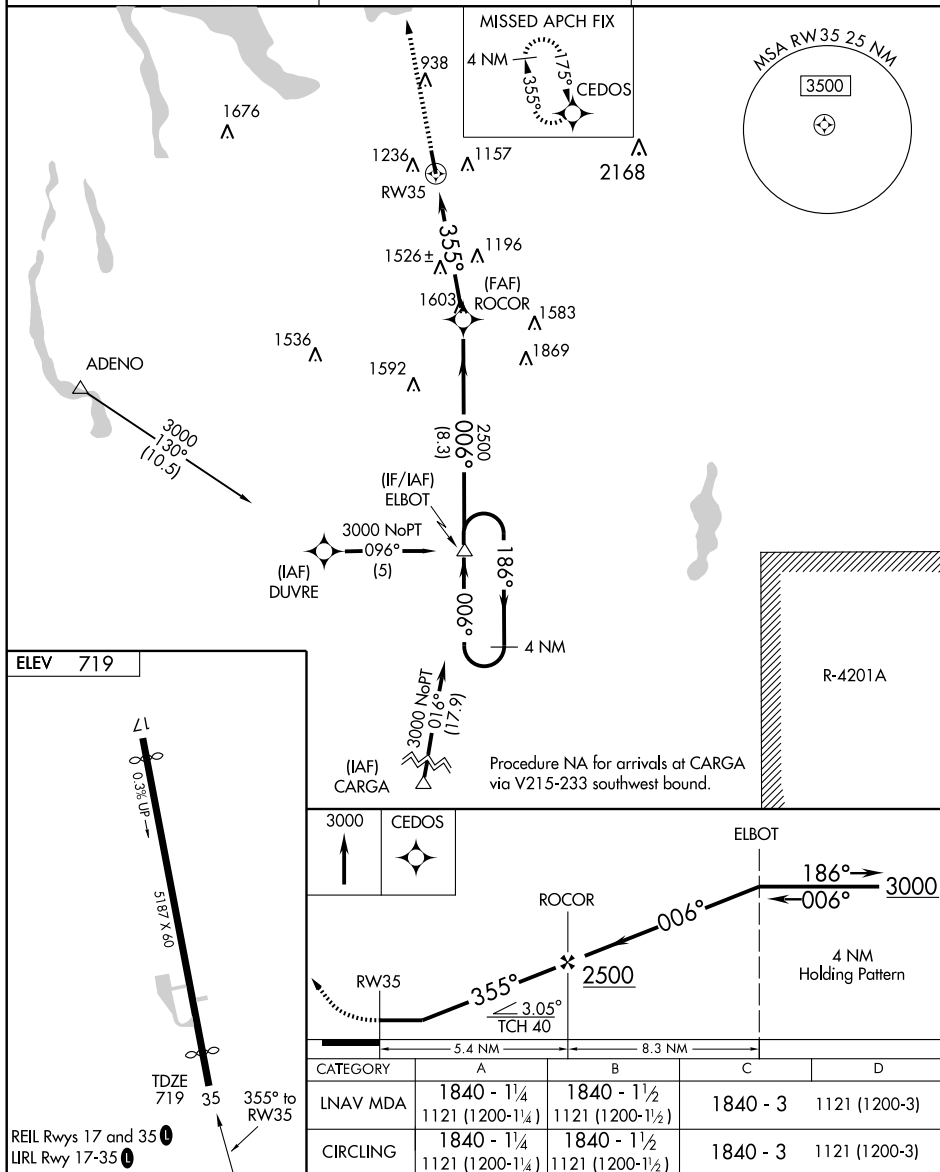 MISSED APCH FIX
4 NM
175°
355°
CEDOS
MSA RW 35 25 NM
3500
938
1676
1236
1157
2168
RW35
355°
1526 ±
1196
(FAF)
ROCOR
1603
1583
1536
1869
1592
ADENO
3000
130°
(10.5)
2500
006°
(8.3)
(IF/IAF)
ELBOT
3000 NoPT
096°
(5)
(IAF)
DUVRE
186°
006°
4 NM
3000 NoPT
016°
(17.9)
(IAF)
CARGA
Procedure NA for arrivals at CARGA
via V215-233 southwest bound.
R-4201A
ELEV 719
17
0.3% UP
5187 X 60
TDZE
719
35
355° to
RW35
REIL Rwys 17 and 35 L
LIRL Rwy 17-35 L
3000
CEDOS
ELBOT
186°
006°
3000
ROCOR
006°
4 NM
Holding Pattern
2500
RW35
355°
3.05°
TCH 40
5.4 NM
8.3 NM
CATEGORY A B C D
LNAV MDA 1840 - 1¼ 1840 - 1½ 1840 - 3 1121 (1200-3)
1121 (1200-1¼) 1121 (1200-1½)
CIRCLING 1840 - 1¼ 1840 - 1½ 1840 - 3 1121 (1200-3)
1121 (1200-1¼) 1121 (1200-1½)